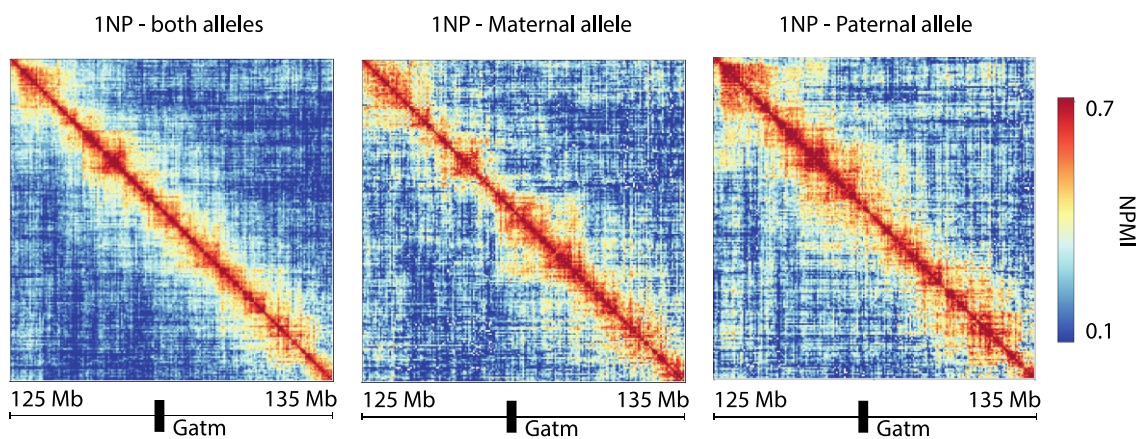 1NP - both alleles
1NP - Maternal allele
1NP - Paternal allele
0.7
NPMI
0.1
125 Mb 135 Mb
Gatm
125 Mb 135 Mb
Gatm
125 Mb 135 Mb
Gatm